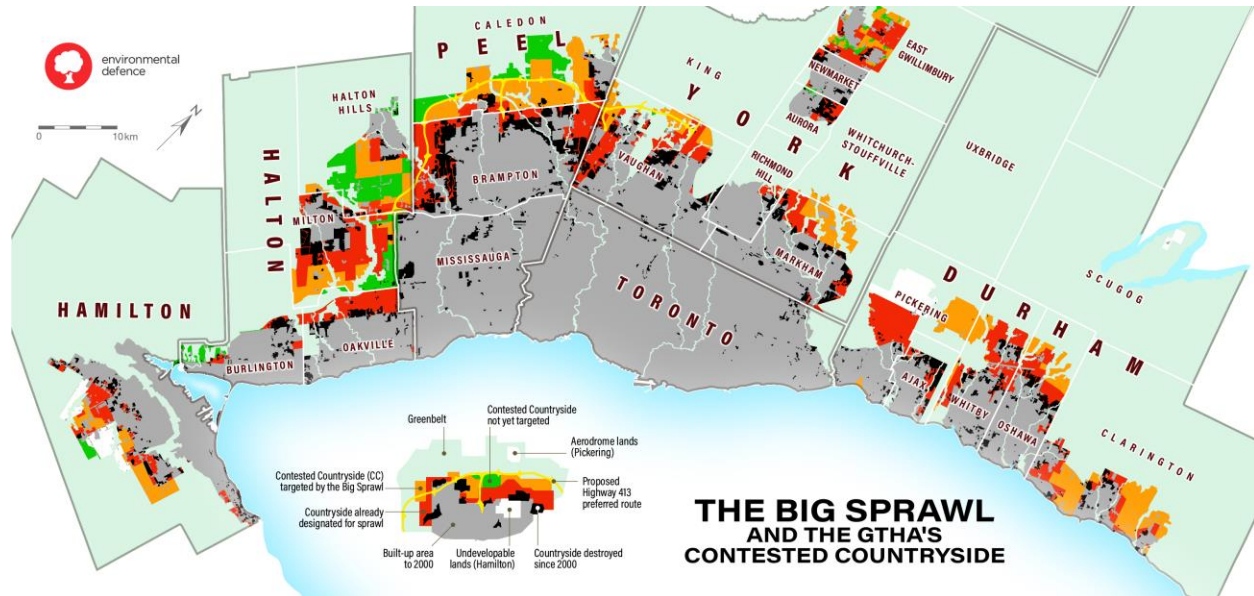 environmental
defence
0
10km
CALEDON
PEEL
HALTON
HILLS
HALTON
MILTON
BRAMPTON
MISSISSAUGA
HAMILTON
BURLINGTON
OAKVILLE
KING
YORK
VAUGHAN
RICHMOND
HILL
MARKHAM
NEWMARKET
AURORA
EAST
GWILLIMBURY
WHITCHURCH-
STOUFFVILLE
UXBRIDGE
TORONTO
SCUGOG
DURHAM
PICKERING
AJAX
WHITBY
OSHAWA
CLARINGTON
Greenbelt
Contested Countryside
not yet targeted
Aerodrome lands
(Pickering)
Contested Countryside (CC)
targeted by the Big Sprawl
Proposed
Highway 413
preferred route
Countryside already
designated for sprawl
Built-up area
to 2000
Undevelopable
lands (Hamilton)
Countryside destroyed
since 2000
THE BIG SPRAWL
AND THE GTHA'S
CONTESTED COUNTRYSIDE